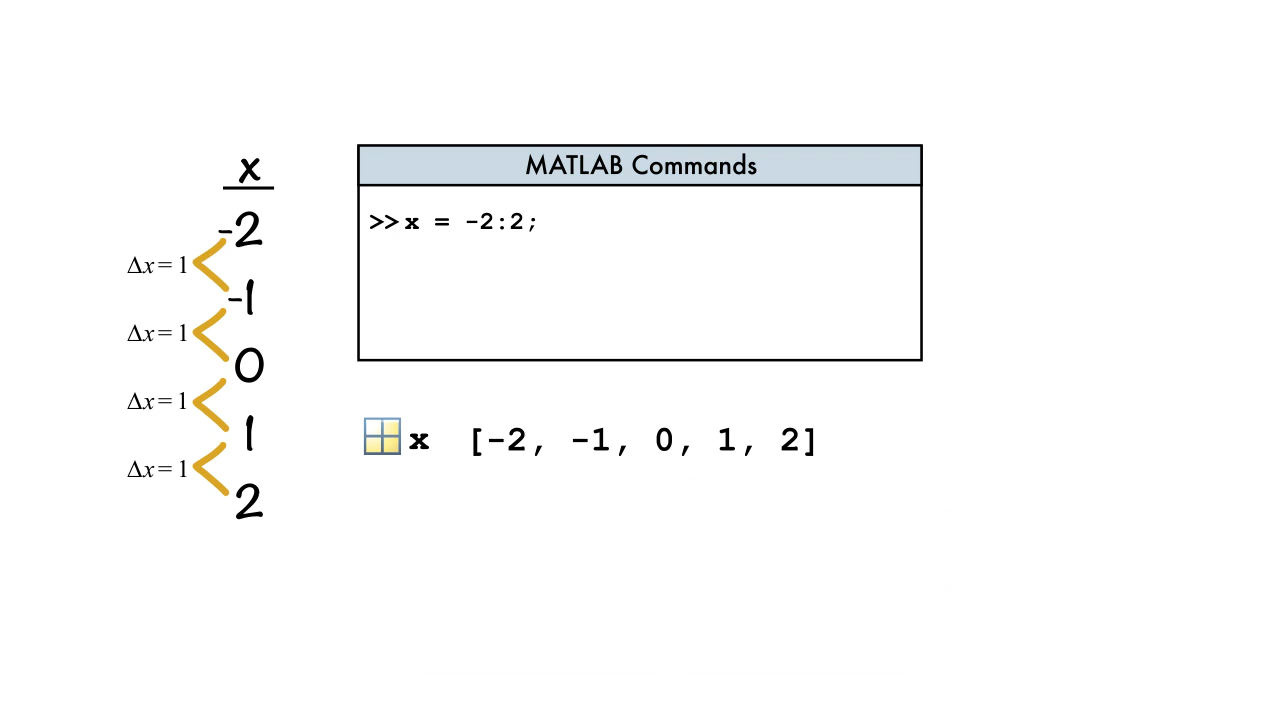 x
-2
Δx = 1
-1
Δx = 1
0
Δx = 1
1
Δx = 1
2
MATLAB Commands
>>x = -2:2;
x [-2, -1, 0, 1, 2]